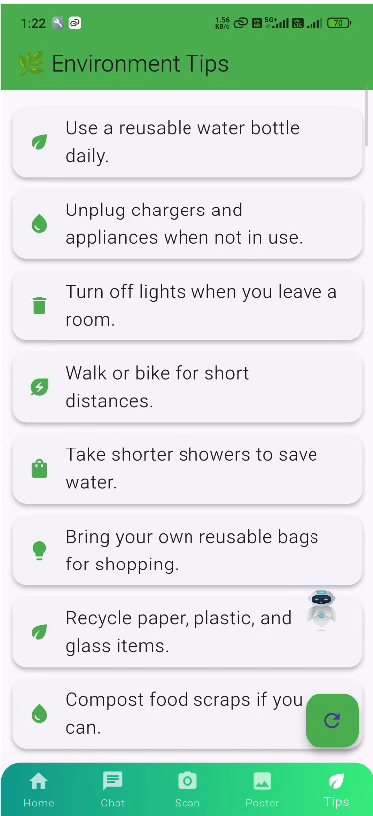 1:22
1.56 KB/s 5G+ 70
🌿 Environment Tips
Use a reusable water bottle
daily.
Unplug chargers and
appliances when not in use.
Turn off lights when you leave a
room.
Walk or bike for short
distances.
Take shorter showers to save
water.
Bring your own reusable bags
for shopping.
Recycle paper, plastic, and
glass items.
Compost food scraps if you
can.
Home Chat Scan Poster Tips